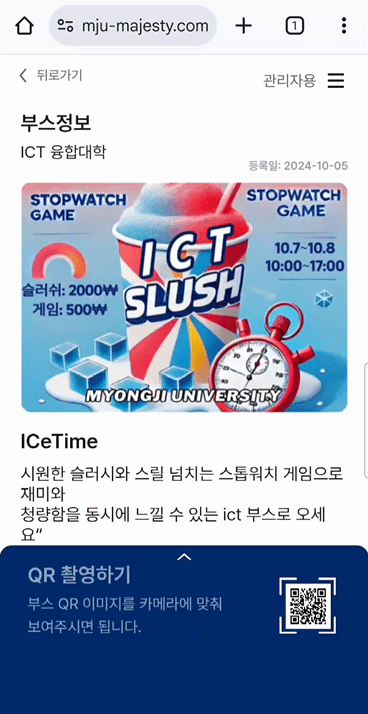 mju-majesty.com
1
뒤로가기
관리자용
부스정보
ICT 융합대학
등록일: 2024-10-05
STOPWATCH
GAME
STOPWATCH
GAME
10.7~10.8
10:00~17:00
슬러쉬: 2000₩
게임: 500₩
ICT
SLUSH
MYONGJI UNIVERSITY
ICeTime
시원한 슬러시와 스릴 넘치는 스톱워치 게임으로
재미와
청량함을 동시에 느낄 수 있는 ict 부스로 오세
요“
QR 촬영하기
부스 QR 이미지를 카메라에 맞춰
보여주시면 됩니다.